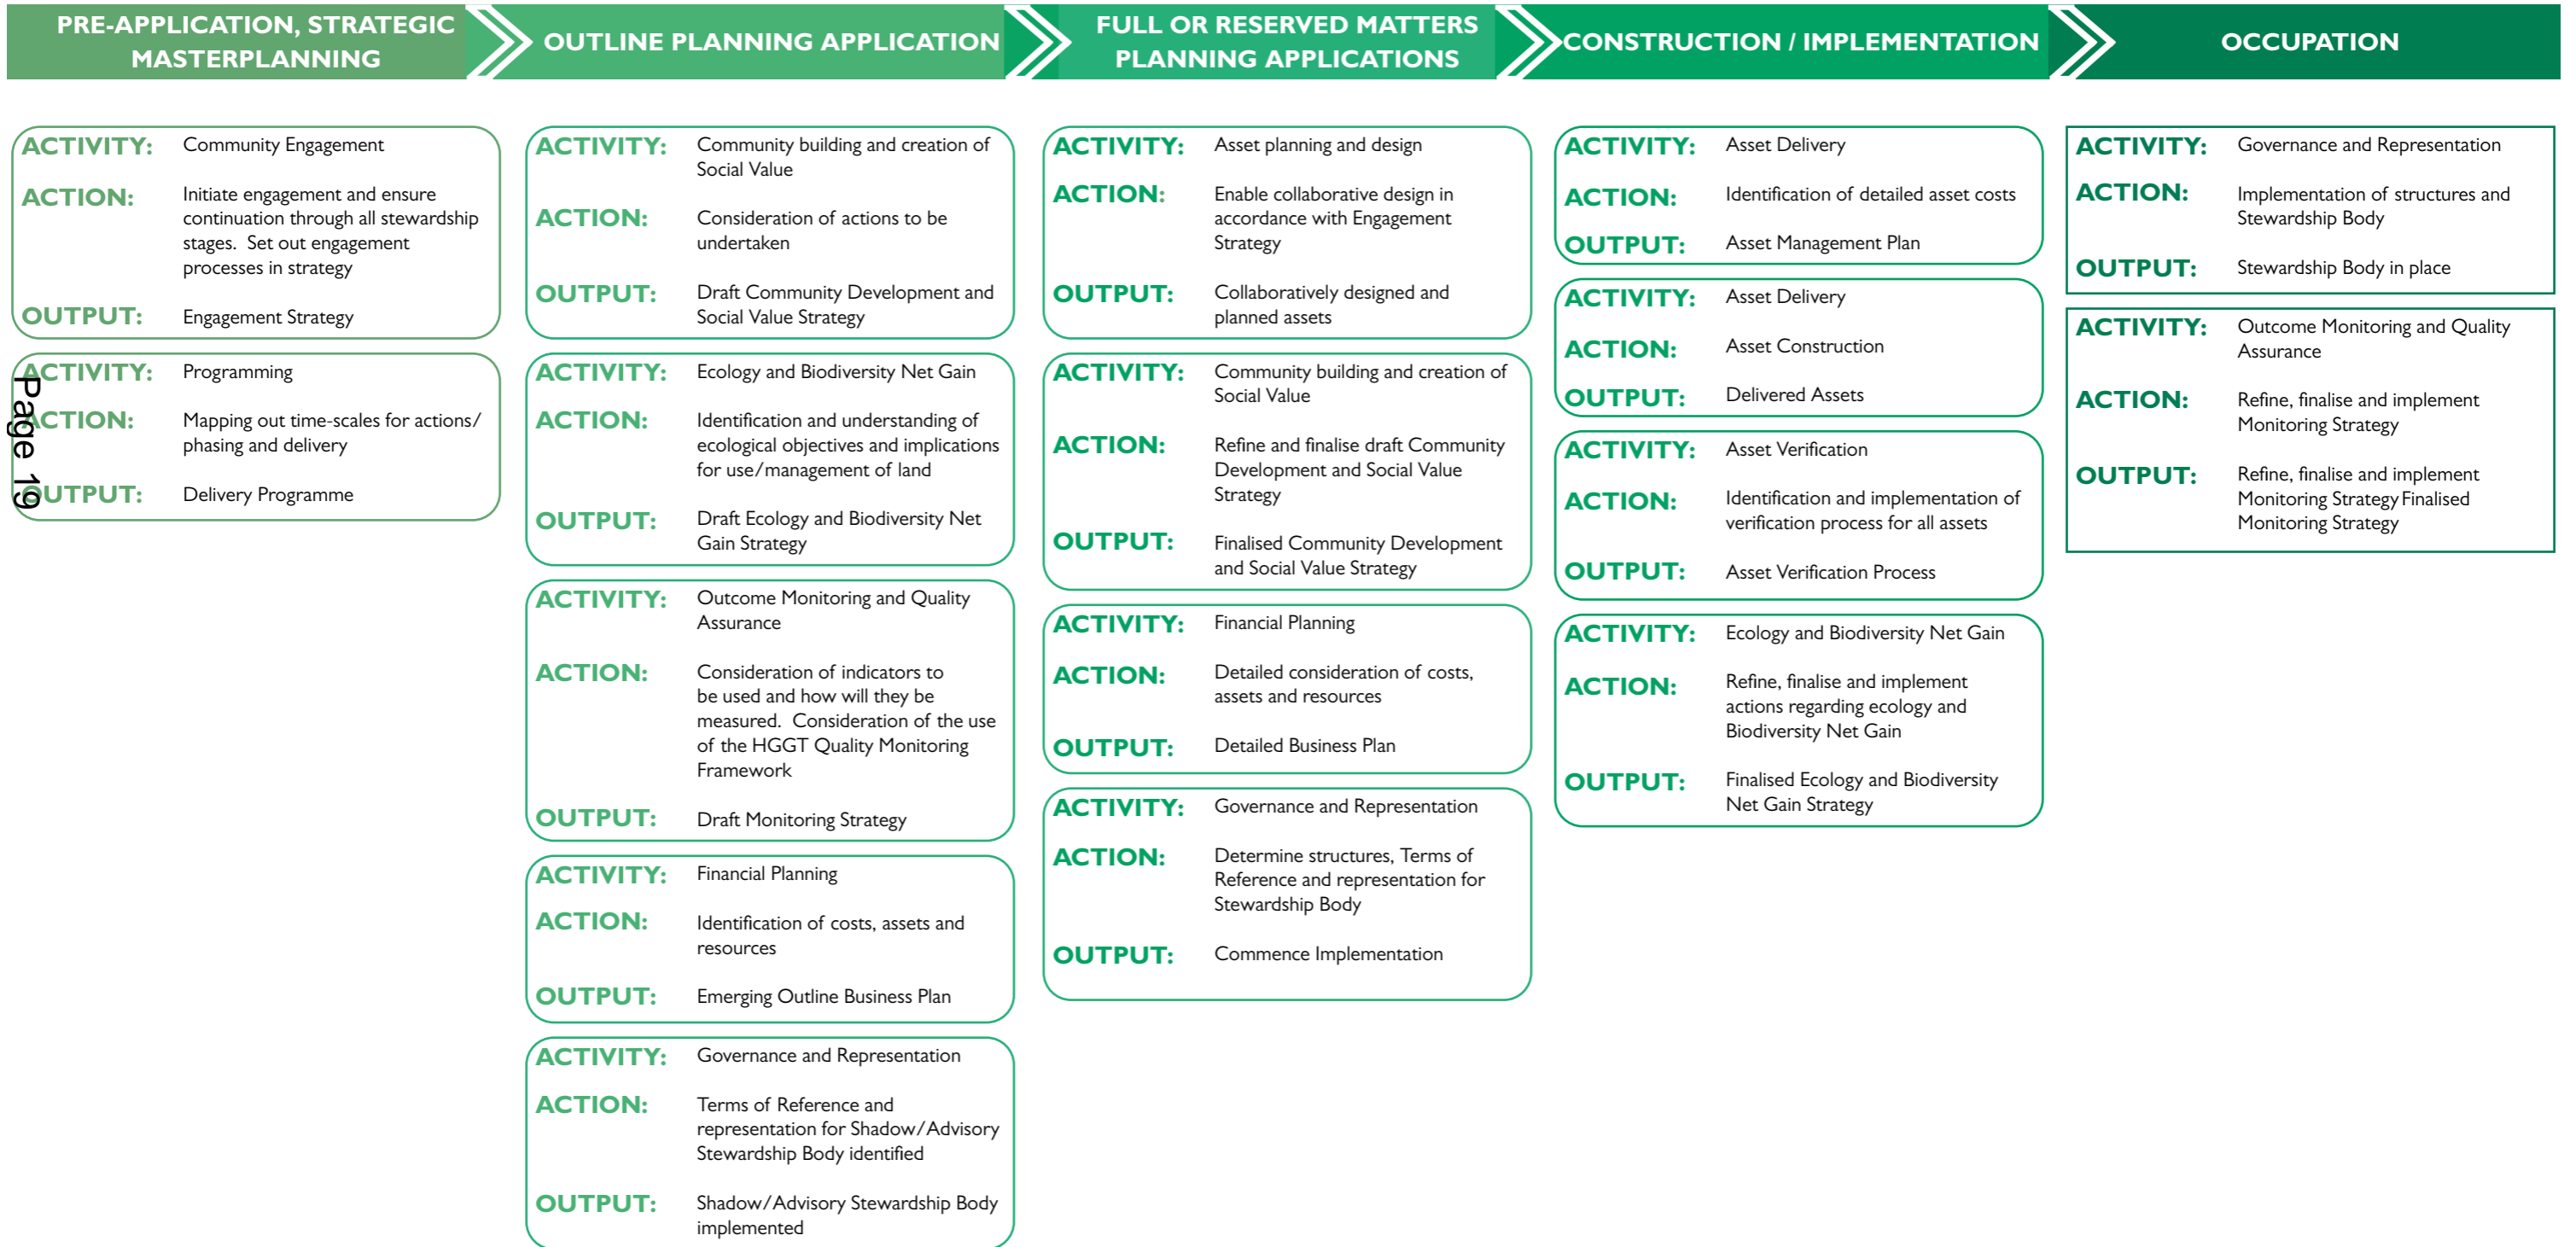 PRE-APPLICATION, STRATEGIC
MASTERPLANNING
OUTLINE PLANNING APPLICATION
FULL OR RESERVED MATTERS
PLANNING APPLICATIONS
CONSTRUCTION / IMPLEMENTATION
OCCUPATION
ACTIVITY: Community Engagement
ACTION: Initiate engagement and ensure
continuation through all stewardship
stages. Set out engagement
processes in strategy
OUTPUT: Engagement Strategy
ACTIVITY: Programming
ACTION: Mapping out time-scales for actions/
phasing and delivery
OUTPUT: Delivery Programme
Page 19
ACTIVITY: Community building and creation of
Social Value
ACTION: Consideration of actions to be
undertaken
OUTPUT: Draft Community Development and
Social Value Strategy
ACTIVITY: Ecology and Biodiversity Net Gain
ACTION: Identification and understanding of
ecological objectives and implications
for use/management of land
OUTPUT: Draft Ecology and Biodiversity Net
Gain Strategy
ACTIVITY: Outcome Monitoring and Quality
Assurance
ACTION: Consideration of indicators to
be used and how will they be
measured. Consideration of the use
of the HGGT Quality Monitoring
Framework
OUTPUT: Draft Monitoring Strategy
ACTIVITY: Financial Planning
ACTION: Identification of costs, assets and
resources
OUTPUT: Emerging Outline Business Plan
ACTIVITY: Governance and Representation
ACTION: Terms of Reference and
representation for Shadow/Advisory
Stewardship Body identified
OUTPUT: Shadow/Advisory Stewardship Body
implemented
ACTIVITY: Asset planning and design
ACTION: Enable collaborative design in
accordance with Engagement
Strategy
OUTPUT: Collaboratively designed and
planned assets
ACTIVITY: Community building and creation of
Social Value
ACTION: Refine and finalise draft Community
Development and Social Value
Strategy
OUTPUT: Finalised Community Development
and Social Value Strategy
ACTIVITY: Financial Planning
ACTION: Detailed consideration of costs,
assets and resources
OUTPUT: Detailed Business Plan
ACTIVITY: Governance and Representation
ACTION: Determine structures, Terms of
Reference and representation for
Stewardship Body
OUTPUT: Commence Implementation
ACTIVITY: Asset Delivery
ACTION: Identification of detailed asset costs
OUTPUT: Asset Management Plan
ACTIVITY: Asset Delivery
ACTION: Asset Construction
OUTPUT: Delivered Assets
ACTIVITY: Asset Verification
ACTION: Identification and implementation of
verification process for all assets
OUTPUT: Asset Verification Process
ACTIVITY: Ecology and Biodiversity Net Gain
ACTION: Refine, finalise and implement
actions regarding ecology and
Biodiversity Net Gain
OUTPUT: Finalised Ecology and Biodiversity
Net Gain Strategy
ACTIVITY: Governance and Representation
ACTION: Implementation of structures and
Stewardship Body
OUTPUT: Stewardship Body in place
ACTIVITY: Outcome Monitoring and Quality
Assurance
ACTION: Refine, finalise and implement
Monitoring Strategy
OUTPUT: Refine, finalise and implement
Monitoring Strategy Finalised
Monitoring Strategy